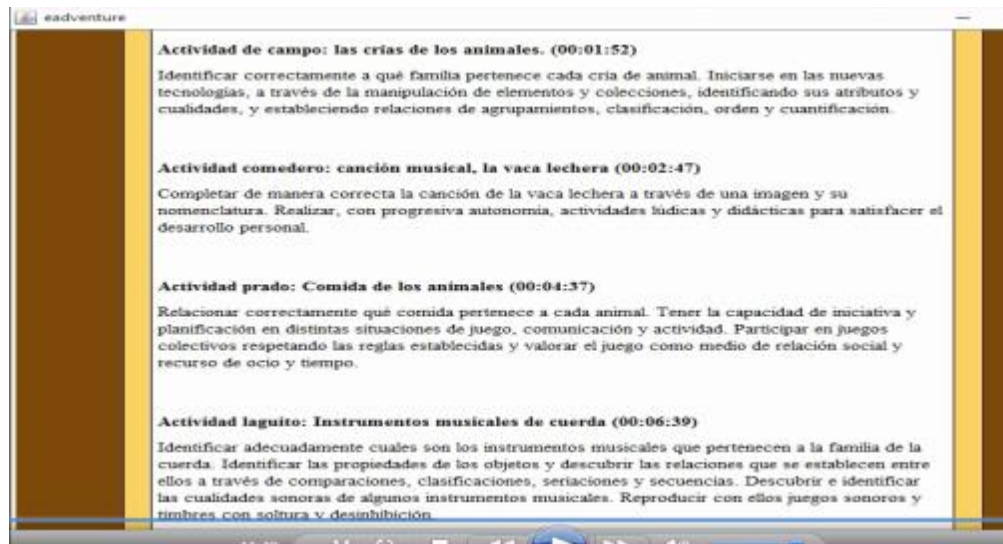 eadventure
Actividad de campo: las crías de los animales. (00:01:52)
Identificar correctamente a qué familia pertenece cada cría de animal. Iniciarse en las nuevas
tecnologías, a través de la manipulación de elementos y colecciones, identificando sus atributos y
cualidades, y estableciendo relaciones de agrupamientos, clasificación, orden y cuantificación.
Actividad comedero: canción musical, la vaca lechera (00:02:47)
Completar de manera correcta la canción de la vaca lechera a través de una imagen y su
nomenclatura. Realizar, con progresiva autonomía, actividades lúdicas y didácticas para satisfacer el
desarrollo personal.
Actividad prado: Comida de los animales (00:04:37)
Relacionar correctamente qué comida pertenece a cada animal. Tener la capacidad de iniciativa y
planificación en distintas situaciones de juego, comunicación y actividad. Participar en juegos
colectivos respetando las reglas establecidas y valorar el juego como medio de relación social y
recurso de ocio y tiempo.
Actividad laguito: Instrumentos musicales de cuerda (00:06:39)
Identificar adecuadamente cuales son los instrumentos musicales que pertenecen a la familia de la
cuerda. Identificar las propiedades de los objetos y descubrir las relaciones que se establecen entre
ellos a través de comparaciones, clasificaciones, seriaciones y secuencias. Descubrir e identificar
las cualidades sonoras de algunos instrumentos musicales. Reproducir con ellos juegos sonoros y
timbres con soltura y desinhibición.